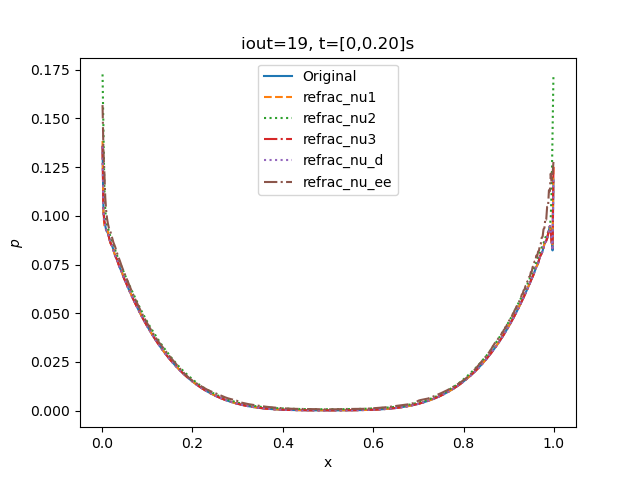 iout=19, t=[0,0.20]s
Original
refrac_nu1
refrac_nu2
refrac_nu3
refrac_nu_d
refrac_nu_ee
0.175
0.150
0.125
0.100
0.075
0.050
0.025
0.000
p
0.0 0.2 0.4 0.6 0.8 1.0
x